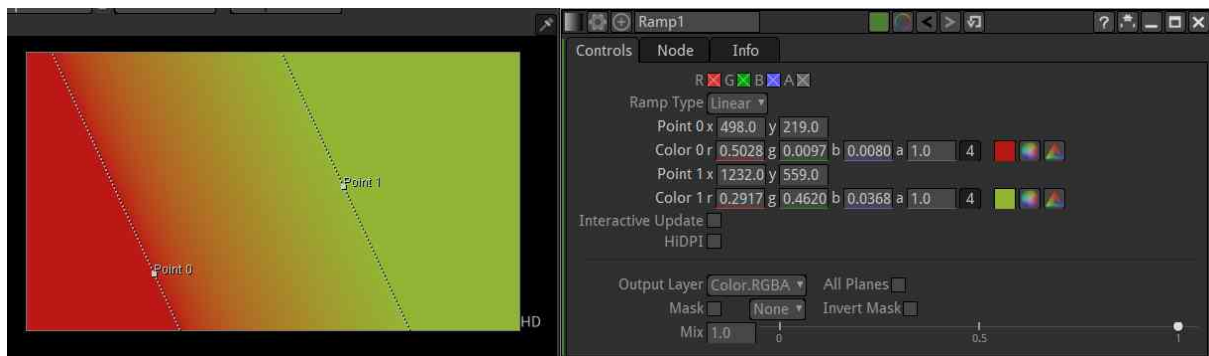 Point 1
Point 0
HD
Ramp1
< > ?
Controls Node Info
R G B A
Ramp Type Linear
Point 0 x 498.0 y 219.0
Color 0 r 0.5028 g 0.0097 b 0.0080 a 1.0 4
Point 1 x 1232.0 y 559.0
Color 1 r 0.2917 g 0.4620 b 0.0368 a 1.0 4
Interactive Update
HiDPI
Output Layer Color.RGBA All Planes
Mask None Invert Mask
Mix 1.0 0 0.5 1